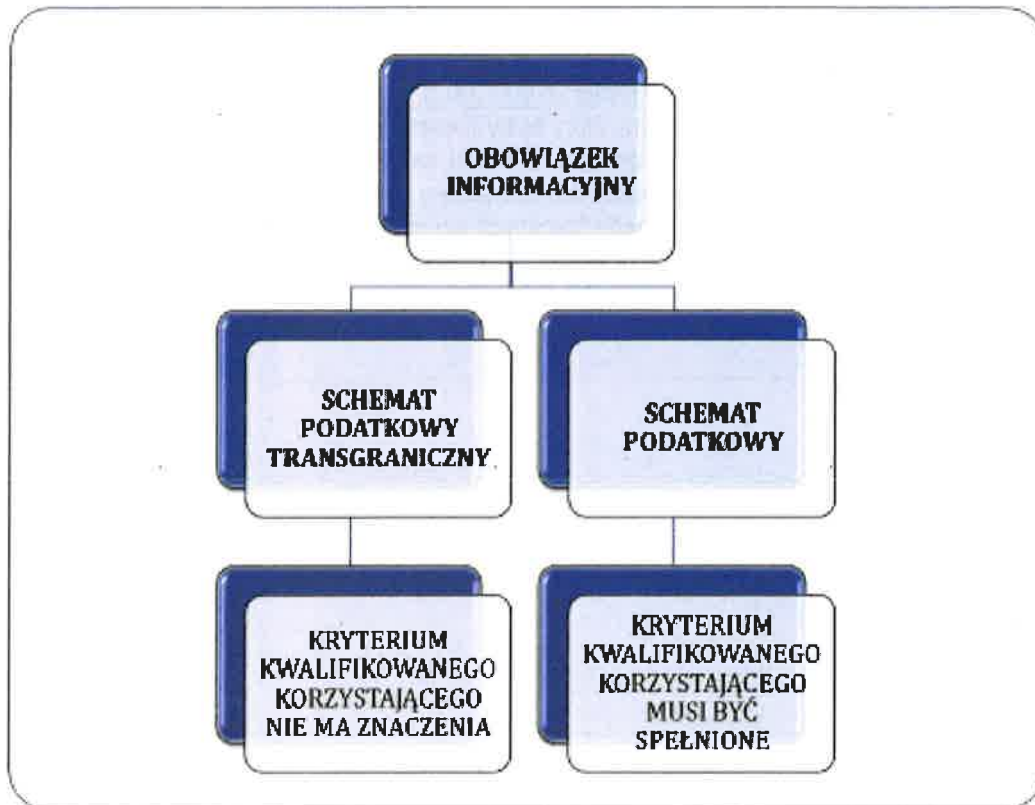 OBOWIĄZEK
INFORMACYJNY
SCHEMAT
PODATKOWY
TRANSGRANICZNY
SCHEMAT
PODATKOWY
KRYTERIUM
KWALIFIKOWANEGO
KORZYSTAJĄCEGO
NIE MA ZNACZENIA
KRYTERIUM
KWALIFIKOWANEGO
KORZYSTAJĄCEGO
MUSI BYĆ
SPEŁNIONE